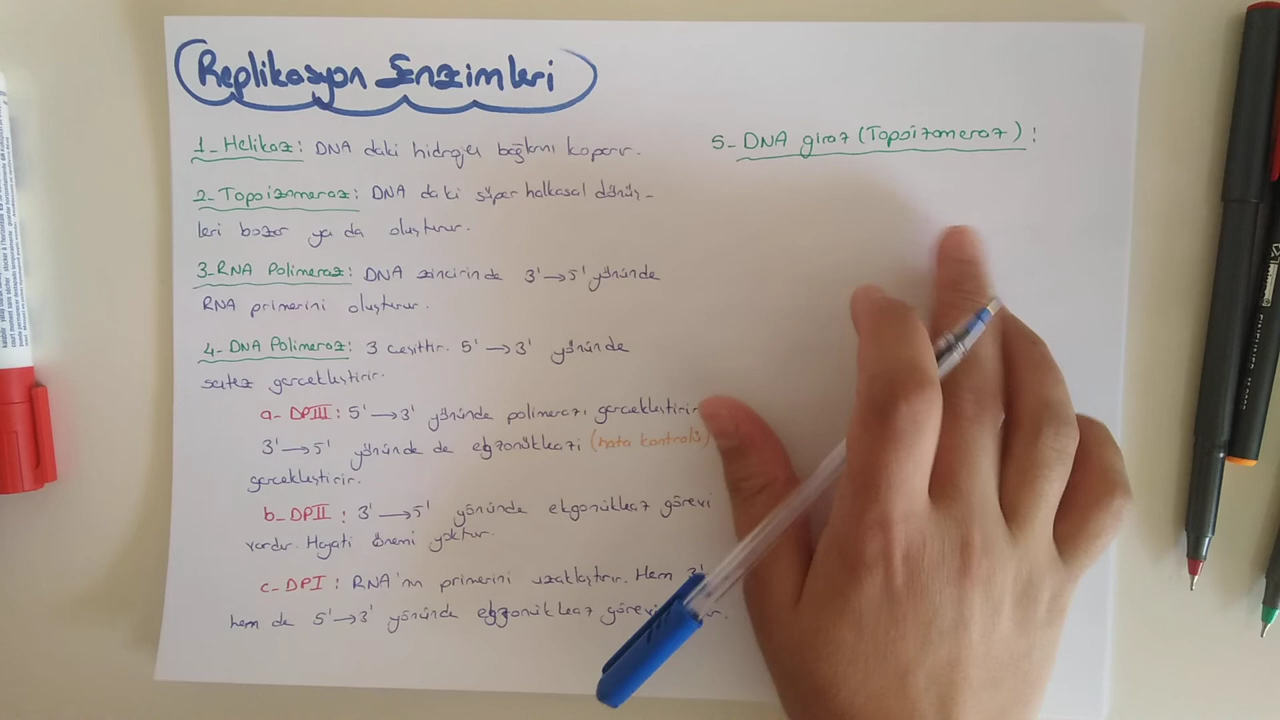 Replikasyon Enzimleri
1- Helikaz: DNA daki hidrojen bağlarını koparır.
2- Topoizomeraz: DNA daki süper halkasal dönüş-
leri bozar ya da oluşturur.
3- RNA Polimeraz: DNA zincirinde 3'→5' yönünde
RNA primerini oluşturur.
4- DNA Polimeraz: 3 çeşittir. 5'→3' yönünde
sentez gerçekleştirir.
a- DPIII: 5'→3' yönünde polimerazı gerçekleştirir
3'→5' yönünde de ekzonükleazi (hata kontrolü)
gerçekleştirir.
b- DPII: 3'→5' yönünde ekzonükleaz görevi
vardır. Hayati önemi yoktur.
c- DPI: RNA'nın primerini uzaklaştırır. Hem 3'
hem de 5'→3' yönünde ekzonükleaz görevi
5- DNA giraz (Topoizomeraz):